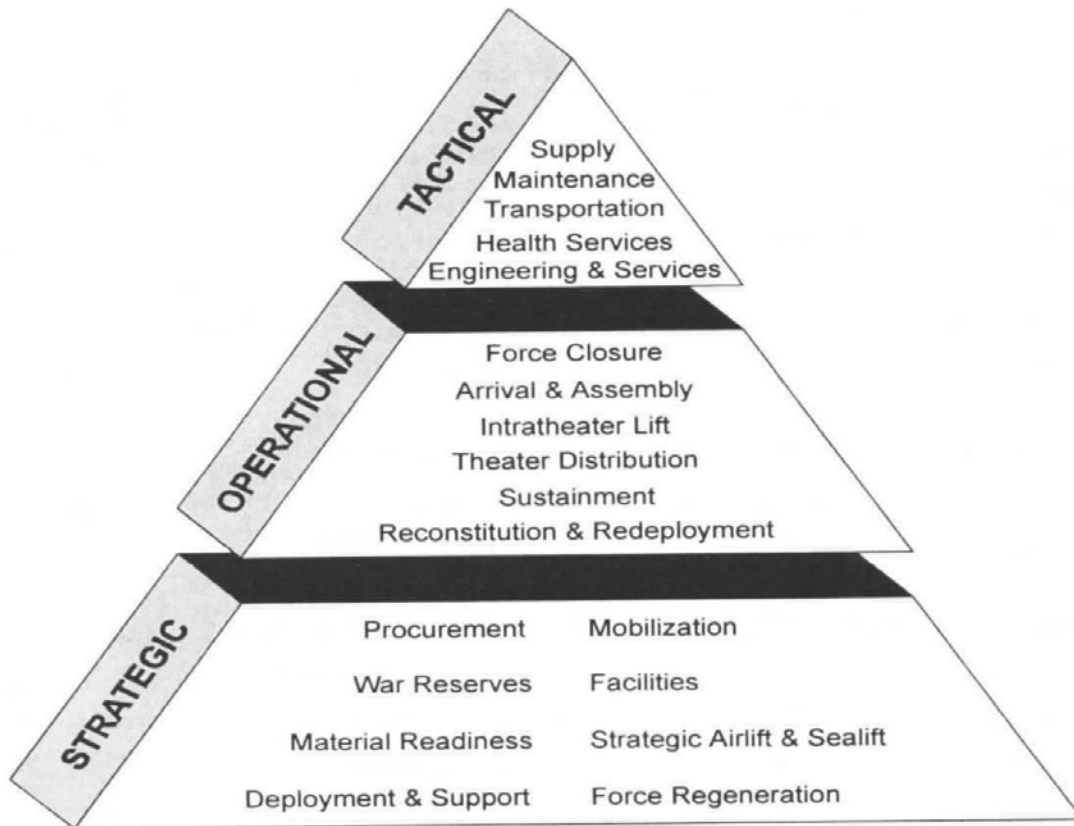 TACTICAL
Supply
Maintenance
Transportation
Health Services
Engineering & Services
OPERATIONAL
Force Closure
Arrival & Assembly
Intratheater Lift
Theater Distribution
Sustainment
Reconstitution & Redeployment
STRATEGIC
Procurement Mobilization
War Reserves Facilities
Material Readiness Strategic Airlift & Sealift
Deployment & Support Force Regeneration